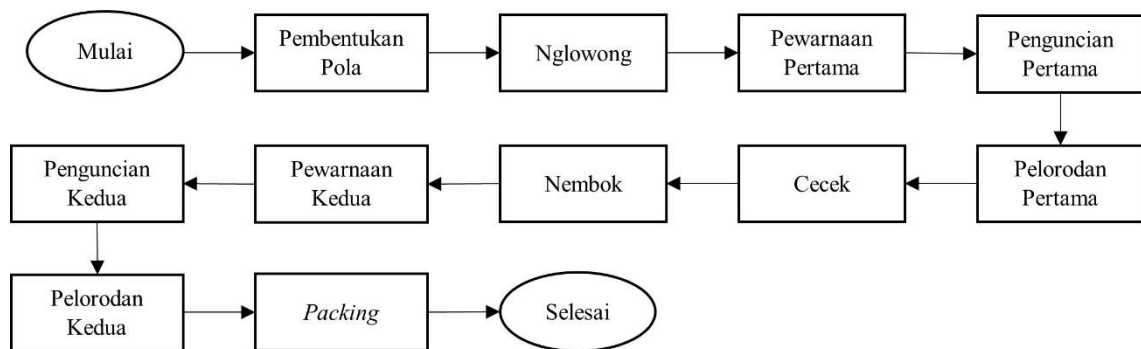 Mulai
Pembentukan
Pola
Nglowong
Pewarnaan
Pertama
Penguncian
Pertama
Pelorodan
Pertama
Cecek
Nembok
Pewarnaan
Kedua
Penguncian
Kedua
Pelorodan
Kedua
Packing
Selesai